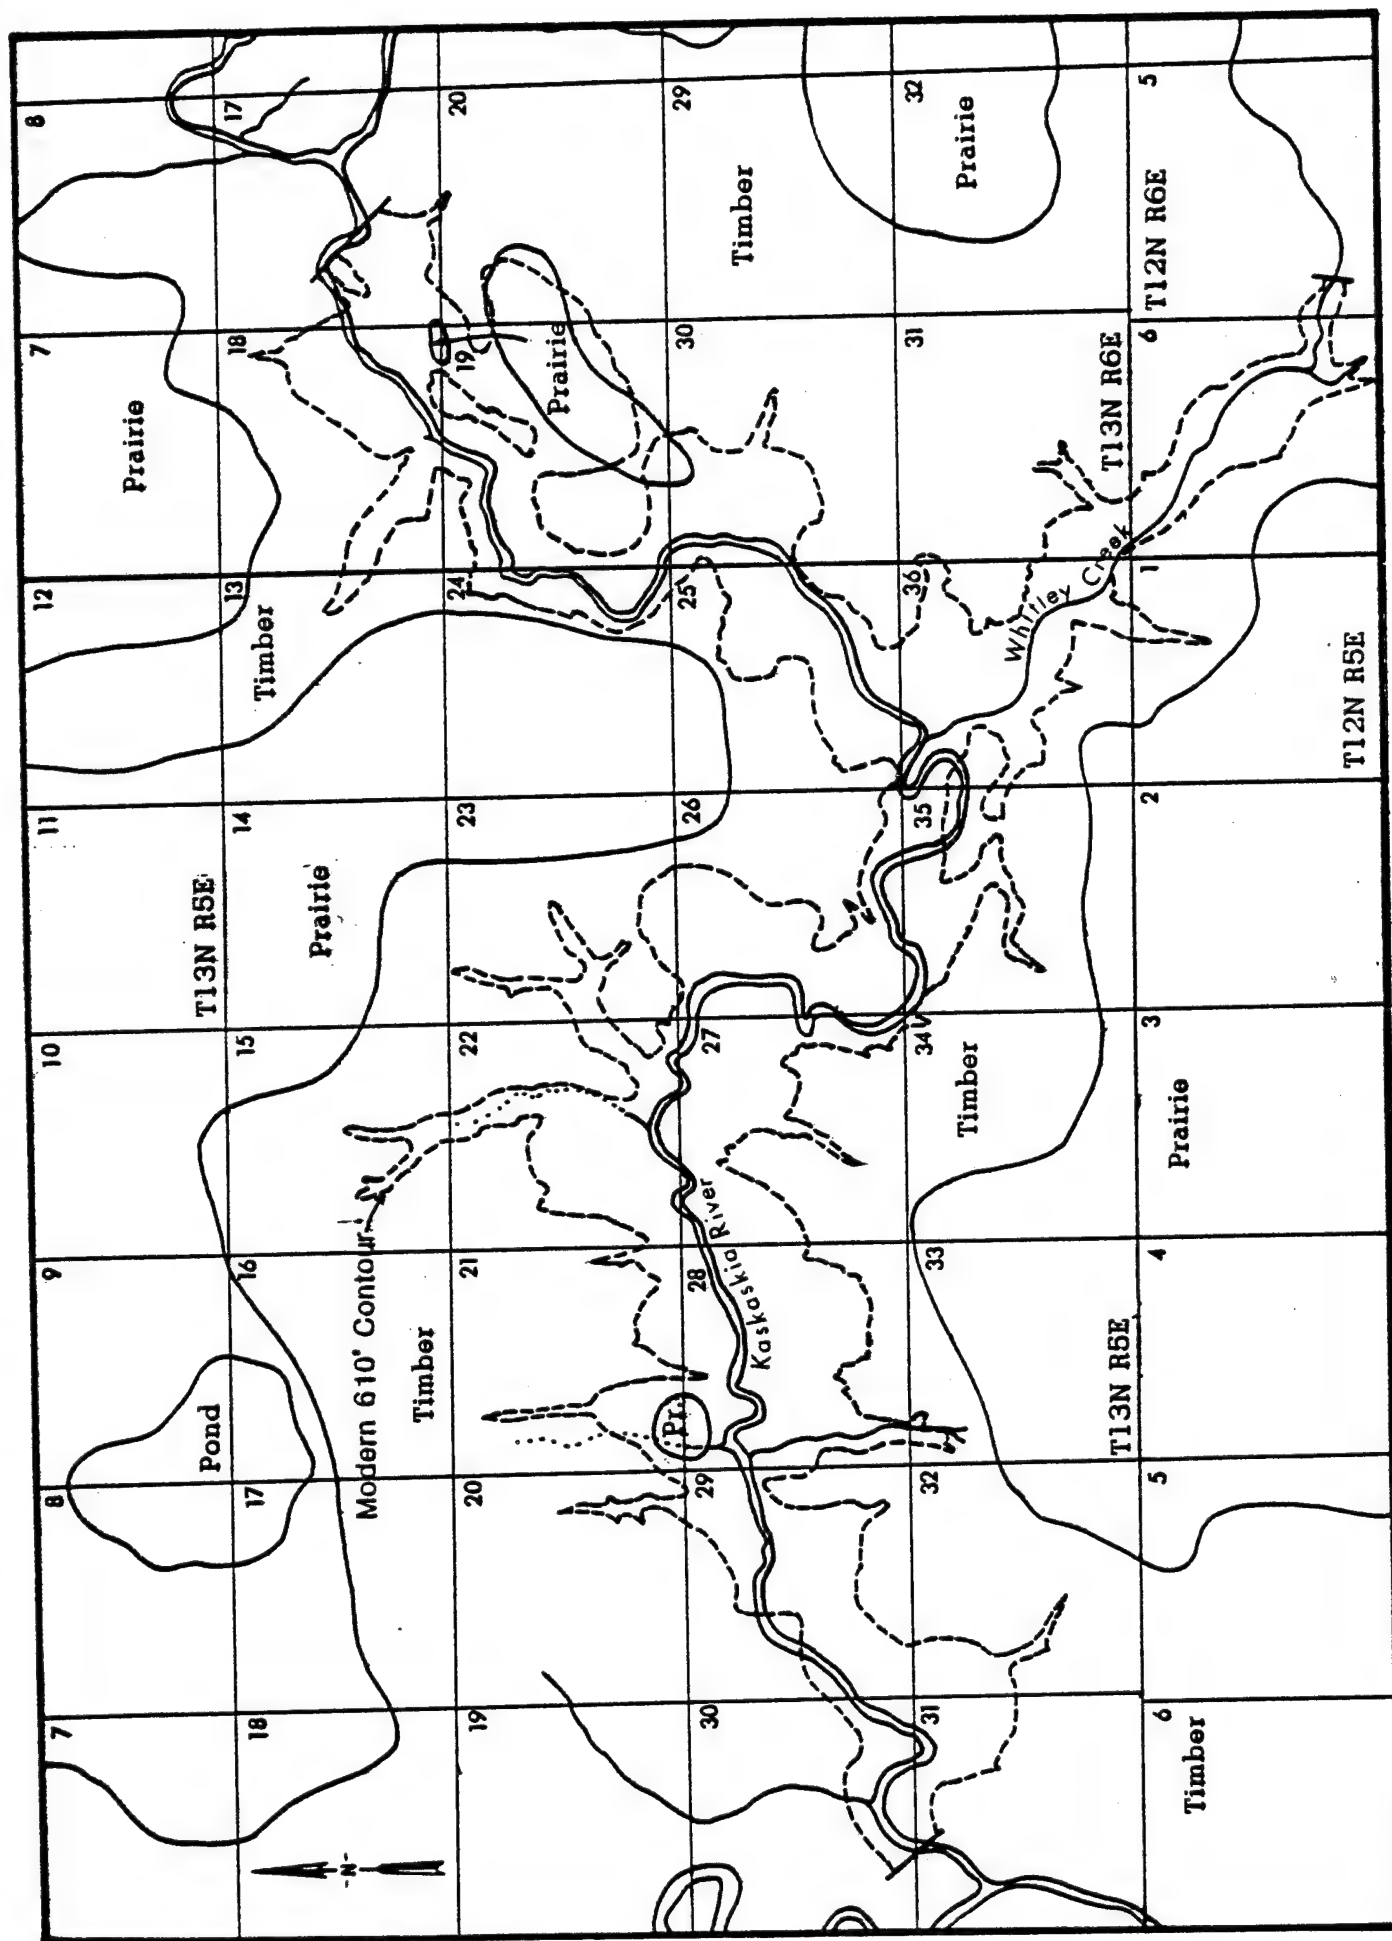 7 8 9 10 11 12 7 8
Prairie
Pond T13N R5E
18 17 16 15 14 13 18 17
Timber
Prairie
-N-
Modern 610' Contour
Timber
19 20 21 22 23 24 19 20
Prairie
Pr.
30 29 28 27 26 25 30 29
Kaskaskia River
Timber
31 32 33 34 35 36 31 32
Timber Prairie
Whitley Creek
T13N R5E T13N R6E
6 5 4 3 2 1 6 5
T12N R6E
Timber Prairie
T12N R5E